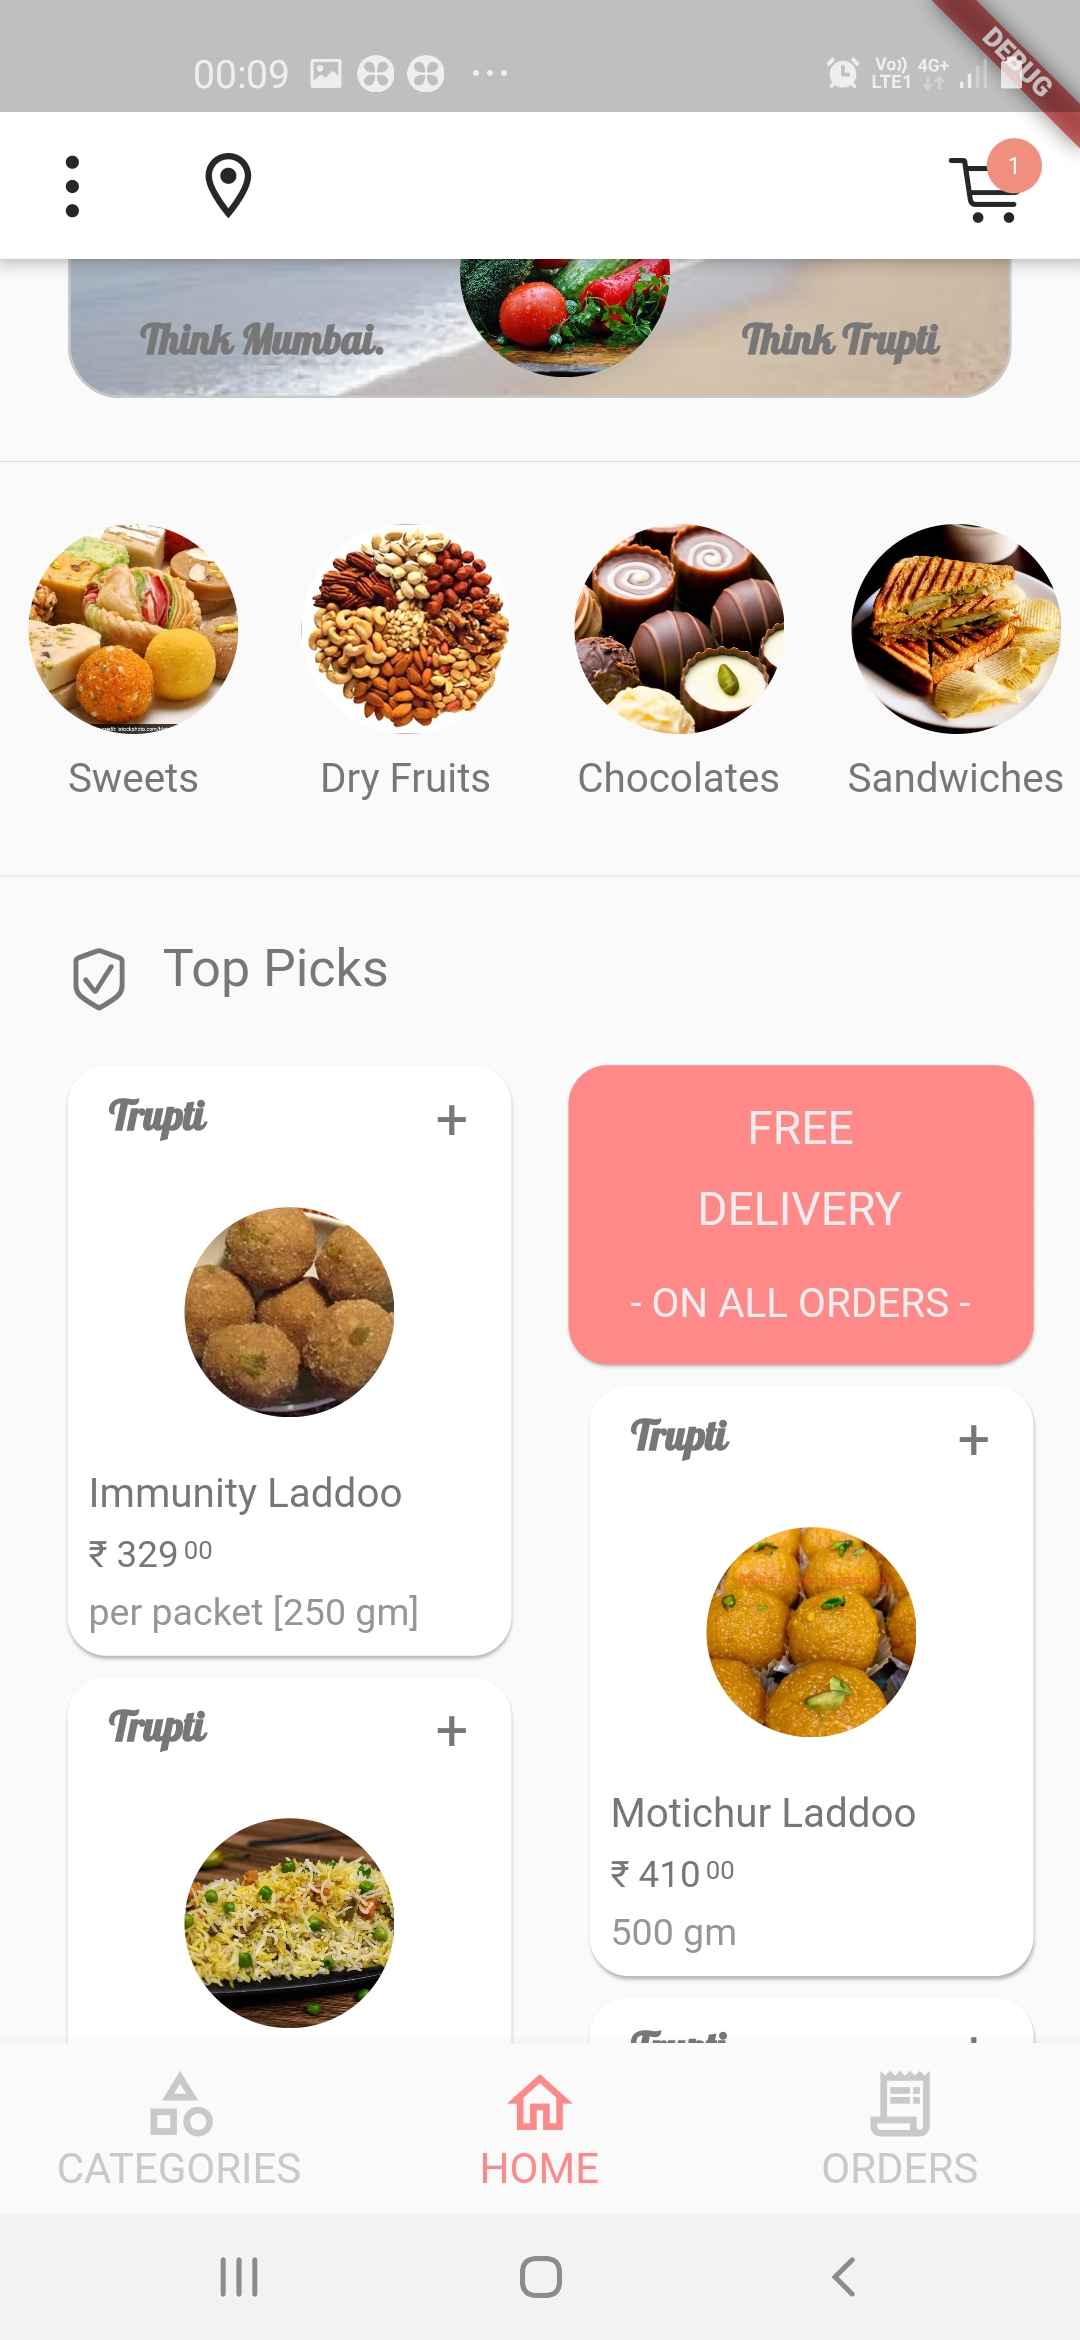 00:09
Vo)) 4G+
LTE1
DEBUG
1
Think Mumbai. Think Trupti
Sweets Dry Fruits Chocolates Sandwiches
Top Picks
Trupti +
Immunity Laddoo
₹ 329 00
per packet [250 gm]
FREE
DELIVERY
- ON ALL ORDERS -
Trupti +
Motichur Laddoo
₹ 410 00
500 gm
Trupti +
Trupti
CATEGORIES HOME ORDERS